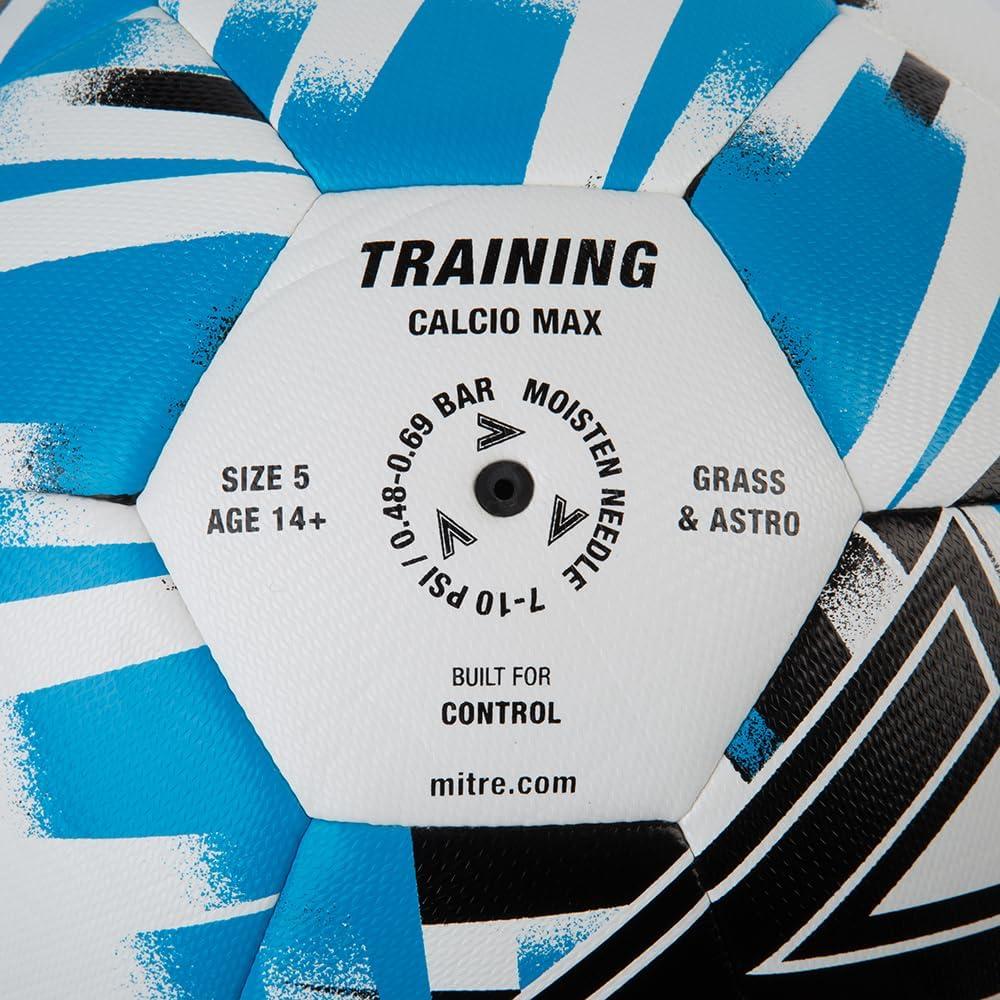 TRAINING
CALCIO MAX
7-10 PSI / 0.48-0.69 BAR
MOISTEN NEEDLE
SIZE 5
AGE 14+
GRASS
& ASTRO
BUILT FOR
CONTROL
mitre.com